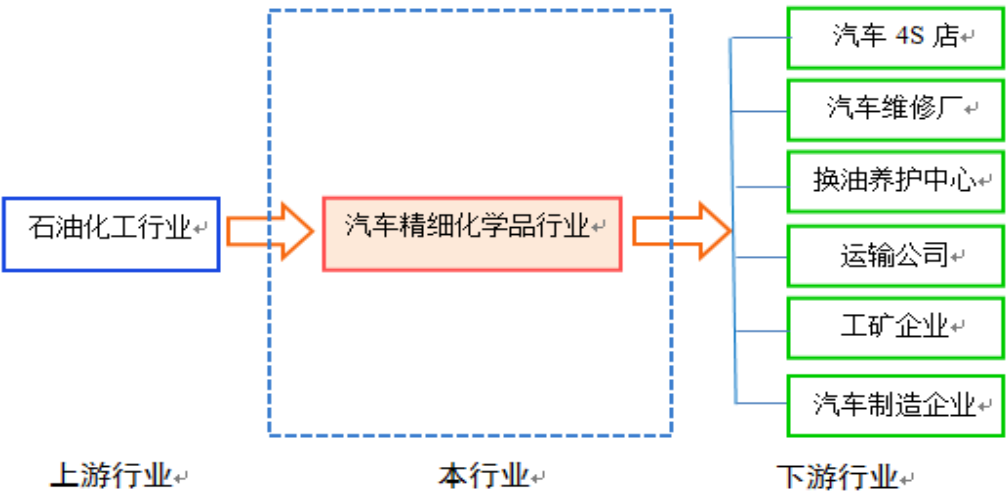 汽车 4S 店
汽车维修厂
换油养护中心
石油化工行业
汽车精细化学品行业
运输公司
工矿企业
汽车制造企业
上游行业
本行业
下游行业